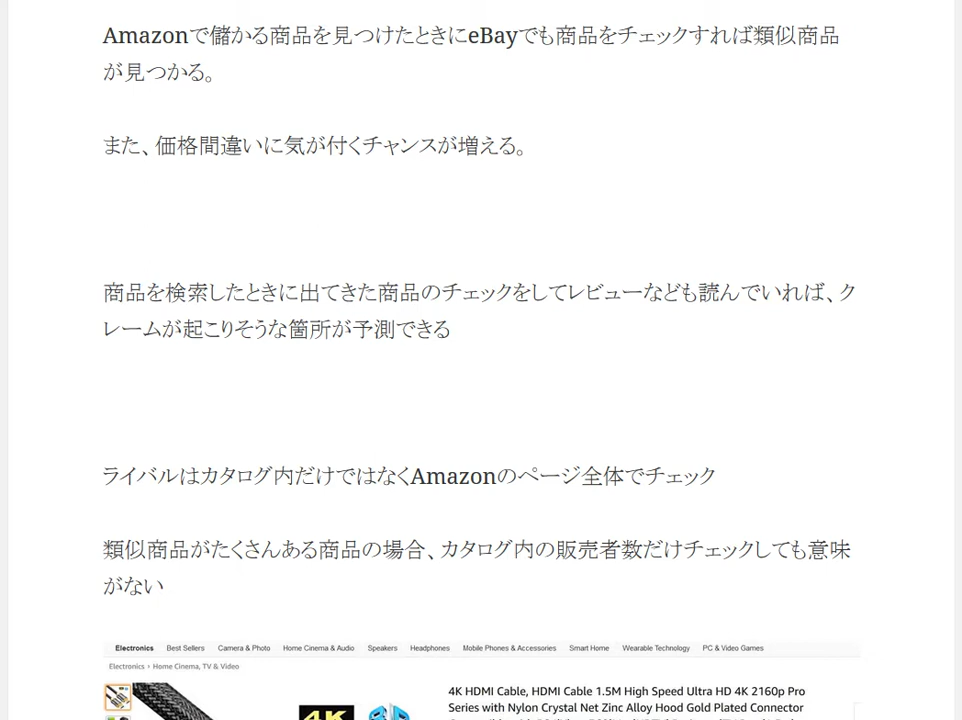 Amazonで儲かる商品を見つけたときにeBayでも商品をチェックすれば類似商品
が見つかる。
また、価格間違いに気が付くチャンスが増える。
商品を検索したときに出てきた商品のチェックをしてレビューなども読んでいれば、ク
レームが起こりそうな箇所が予測できる
ライバルはカタログ内だけではなくAmazonのページ全体でチェック
類似商品がたくさんある商品の場合、カタログ内の販売者数だけチェックしても意味
がない
Electronics Best Sellers Camera & Photo Home Cinema & Audio Speakers Headphones Mobile Phones & Accessories Smart Home Wearable Technology PC & Video Games
Electronics › Home Cinema, TV & Video
4K HDMI Cable, HDMI Cable 1.5M High Speed Ultra HD 4K 2160p Pro
Series with Nylon Crystal Net Zinc Alloy Hood Gold Plated Connector
4K